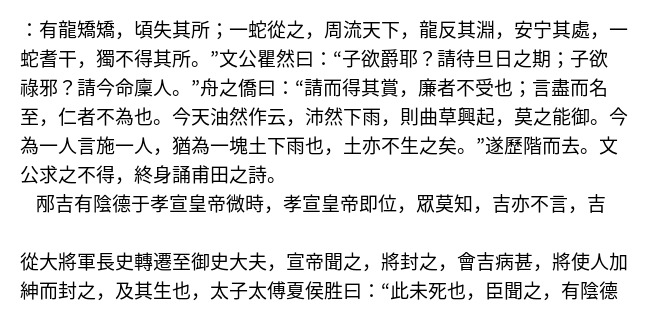 ：有龍矯矯，頃失其所；一蛇從之，周流天下，龍反其淵，安宁其處，一
蛇耆干，獨不得其所。”文公瞿然曰：“子欲爵耶？請待旦日之期；子欲
祿邪？請今命廩人。”舟之僑曰：“請而得其賞，廉者不受也；言盡而名
至，仁者不為也。今天油然作云，沛然下雨，則曲草興起，莫之能御。今
為一人言施一人，猶為一塊土下雨也，土亦不生之矣。”遂歷階而去。文
公求之不得，終身誦甫田之詩。
邴吉有陰德于孝宣皇帝微時，孝宣皇帝即位，眾莫知，吉亦不言，吉
從大將軍長史轉遷至御史大夫，宣帝聞之，將封之，會吉病甚，將使人加
紳而封之，及其生也，太子太傅夏侯胜曰：“此未死也，臣聞之，有陰德